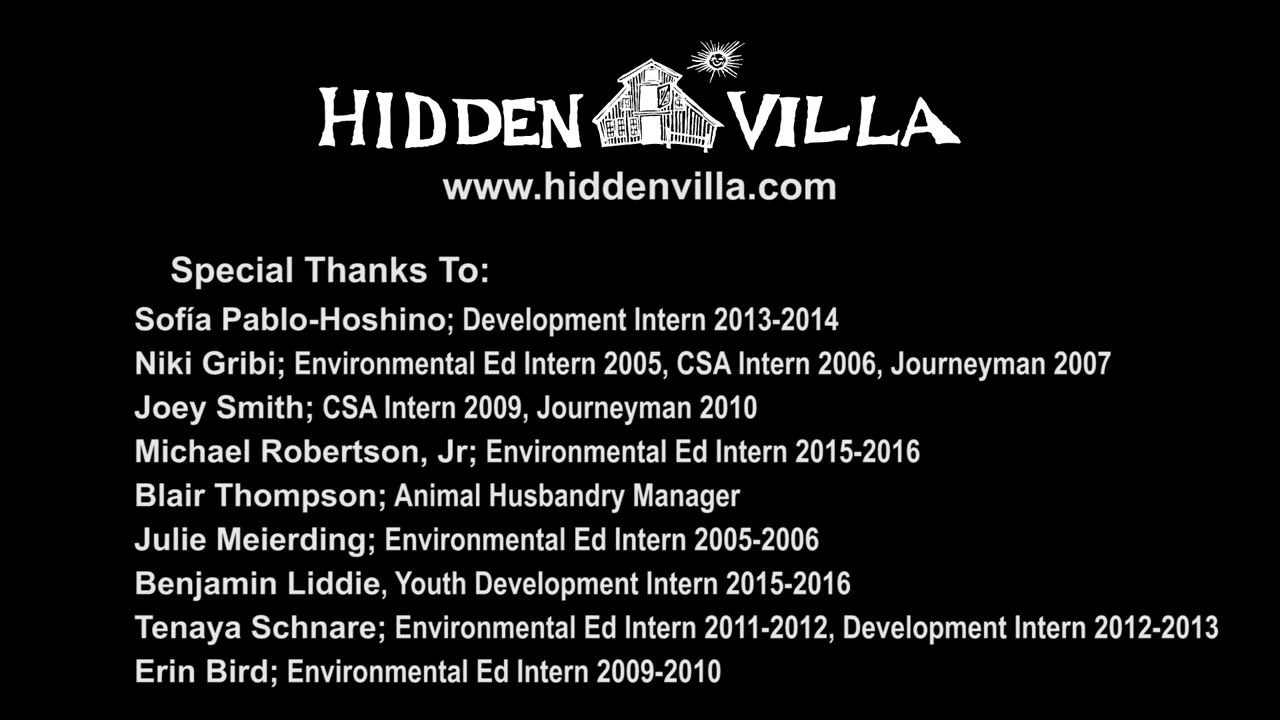 HIDDEN VILLA
www.hiddenvilla.com
Special Thanks To:
Sofía Pablo-Hoshino; Development Intern 2013-2014
Niki Gribi; Environmental Ed Intern 2005, CSA Intern 2006, Journeyman 2007
Joey Smith; CSA Intern 2009, Journeyman 2010
Michael Robertson, Jr; Environmental Ed Intern 2015-2016
Blair Thompson; Animal Husbandry Manager
Julie Meierding; Environmental Ed Intern 2005-2006
Benjamin Liddie, Youth Development Intern 2015-2016
Tenaya Schnare; Environmental Ed Intern 2011-2012, Development Intern 2012-2013
Erin Bird; Environmental Ed Intern 2009-2010